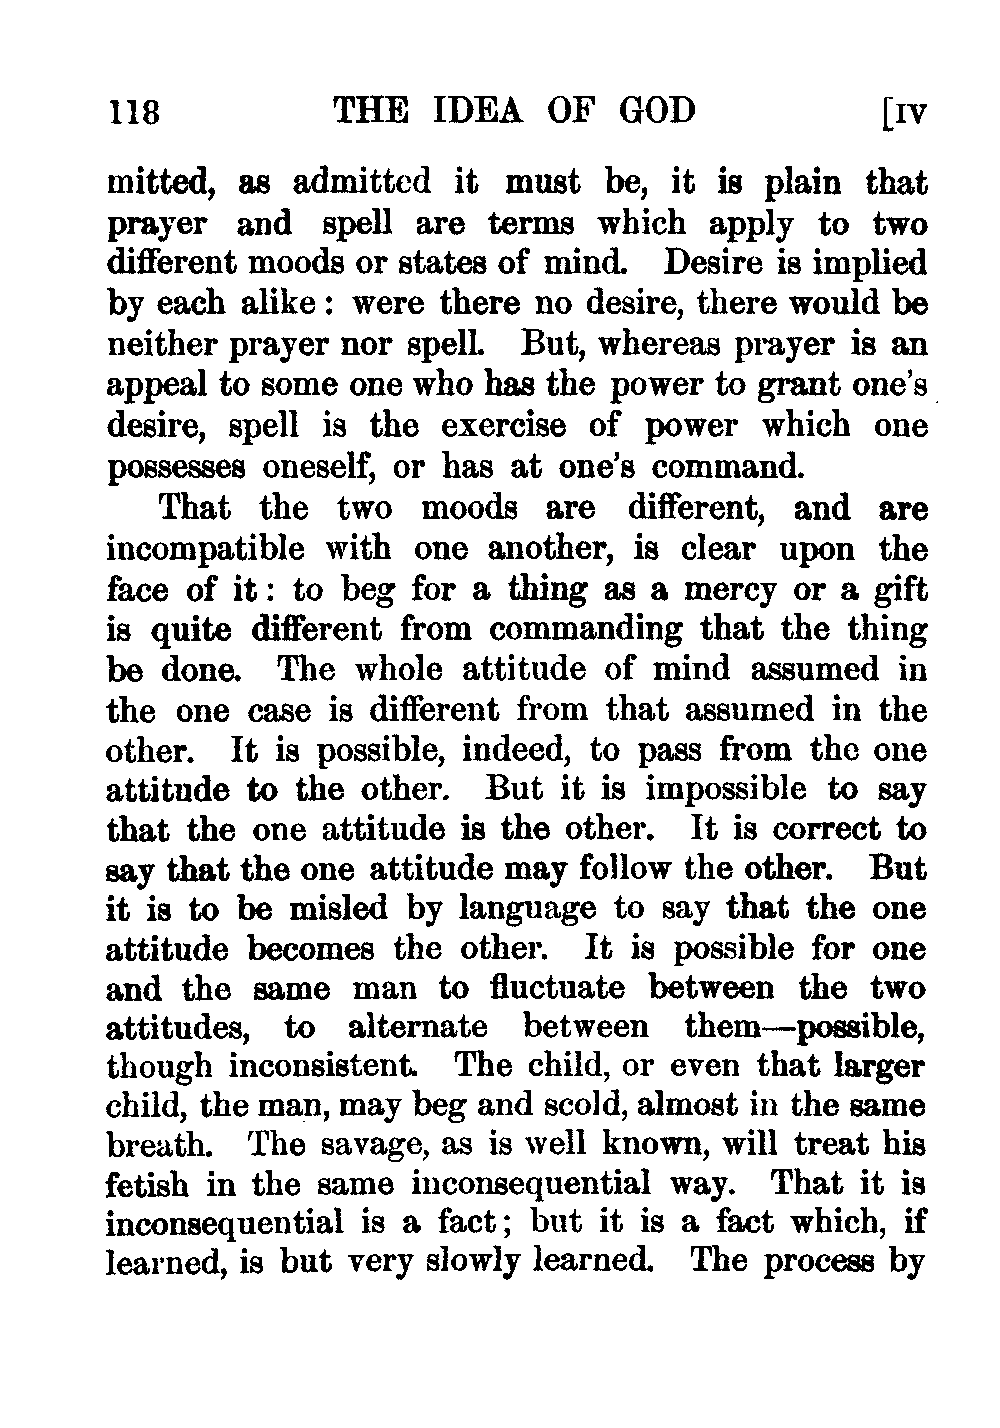 118 THE IDEA OF GOD [IV
mitted, as admitted it must be, it is plain that
prayer and spell are terms which apply to two
different moods or states of mind. Desire is implied
by each alike : were there no desire, there would be
neither prayer nor spell. But, whereas prayer is an
appeal to some one who has the power to grant one's
desire, spell is the exercise of power which one
possesses oneself, or has at one's command.
That the two moods are different, and are
incompatible with one another, is clear upon the
face of it : to beg for a thing as a mercy or a gift
is quite different from commanding that the thing
be done. The whole attitude of mind assumed in
the one case is different from that assumed in the
other. It is possible, indeed, to pass from the one
attitude to the other. But it is impossible to say
that the one attitude is the other. It is correct to
say that the one attitude may follow the other. But
it is to be misled by language to say that the one
attitude becomes the other. It is possible for one
and the same man to fluctuate between the two
attitudes, to alternate between them—possible,
though inconsistent. The child, or even that larger
child, the man, may beg and scold, almost in the same
breath. The savage, as is well known, will treat his
fetish in the same inconsequential way. That it is
inconsequential is a fact; but it is a fact which, if
learned, is but very slowly learned. The process by